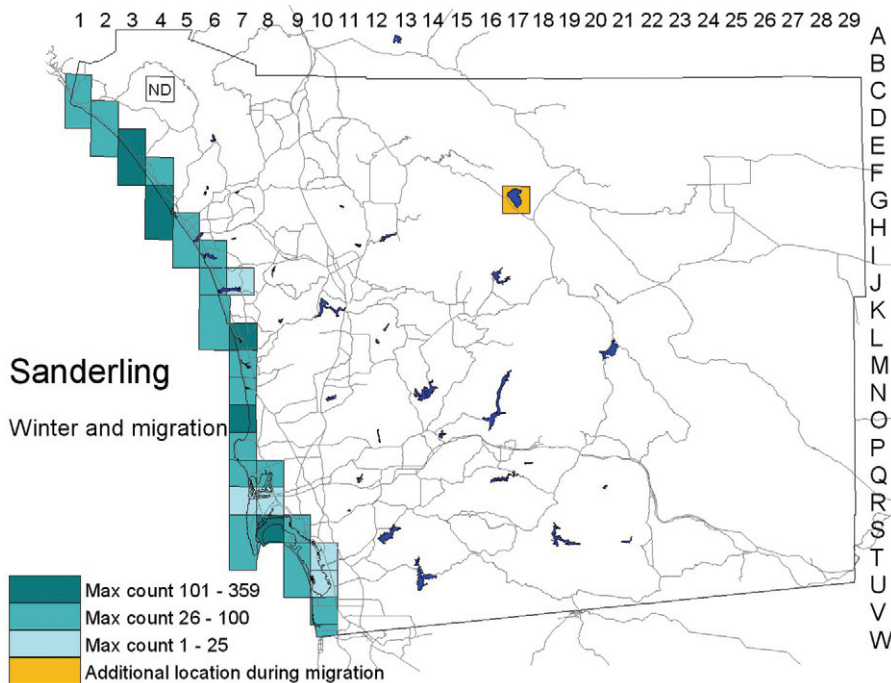 1 2 3 4 5 6 7 8 9 10 11 12 13 14 15 16 17 18 19 20 21 22 23 24 25 26 27 28 29
A
B
C
D
E
F
G
H
I
J
K
L
M
N
O
P
Q
R
S
T
U
V
W
ND
Sanderling
Winter and migration
Max count 101 - 359
Max count 26 - 100
Max count 1 - 25
Additional location during migration